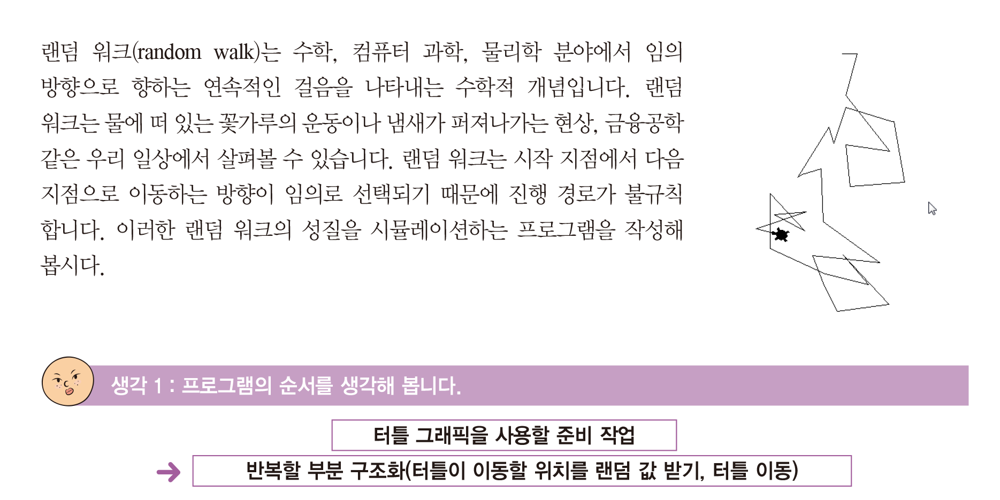 랜덤 워크(random walk)는 수학, 컴퓨터 과학, 물리학 분야에서 임의
방향으로 향하는 연속적인 걸음을 나타내는 수학적 개념입니다. 랜덤
워크는 물에 떠 있는 꽃가루의 운동이나 냄새가 퍼져나가는 현상, 금융공학
같은 우리 일상에서 살펴볼 수 있습니다. 랜덤 워크는 시작 지점에서 다음
지점으로 이동하는 방향이 임의로 선택되기 때문에 진행 경로가 불규칙
합니다. 이러한 랜덤 워크의 성질을 시뮬레이션하는 프로그램을 작성해
봅시다.
생각 1 : 프로그램의 순서를 생각해 봅니다.
터틀 그래픽을 사용할 준비 작업
➔ 반복할 부분 구조화(터틀이 이동할 위치를 랜덤 값 받기, 터틀 이동)